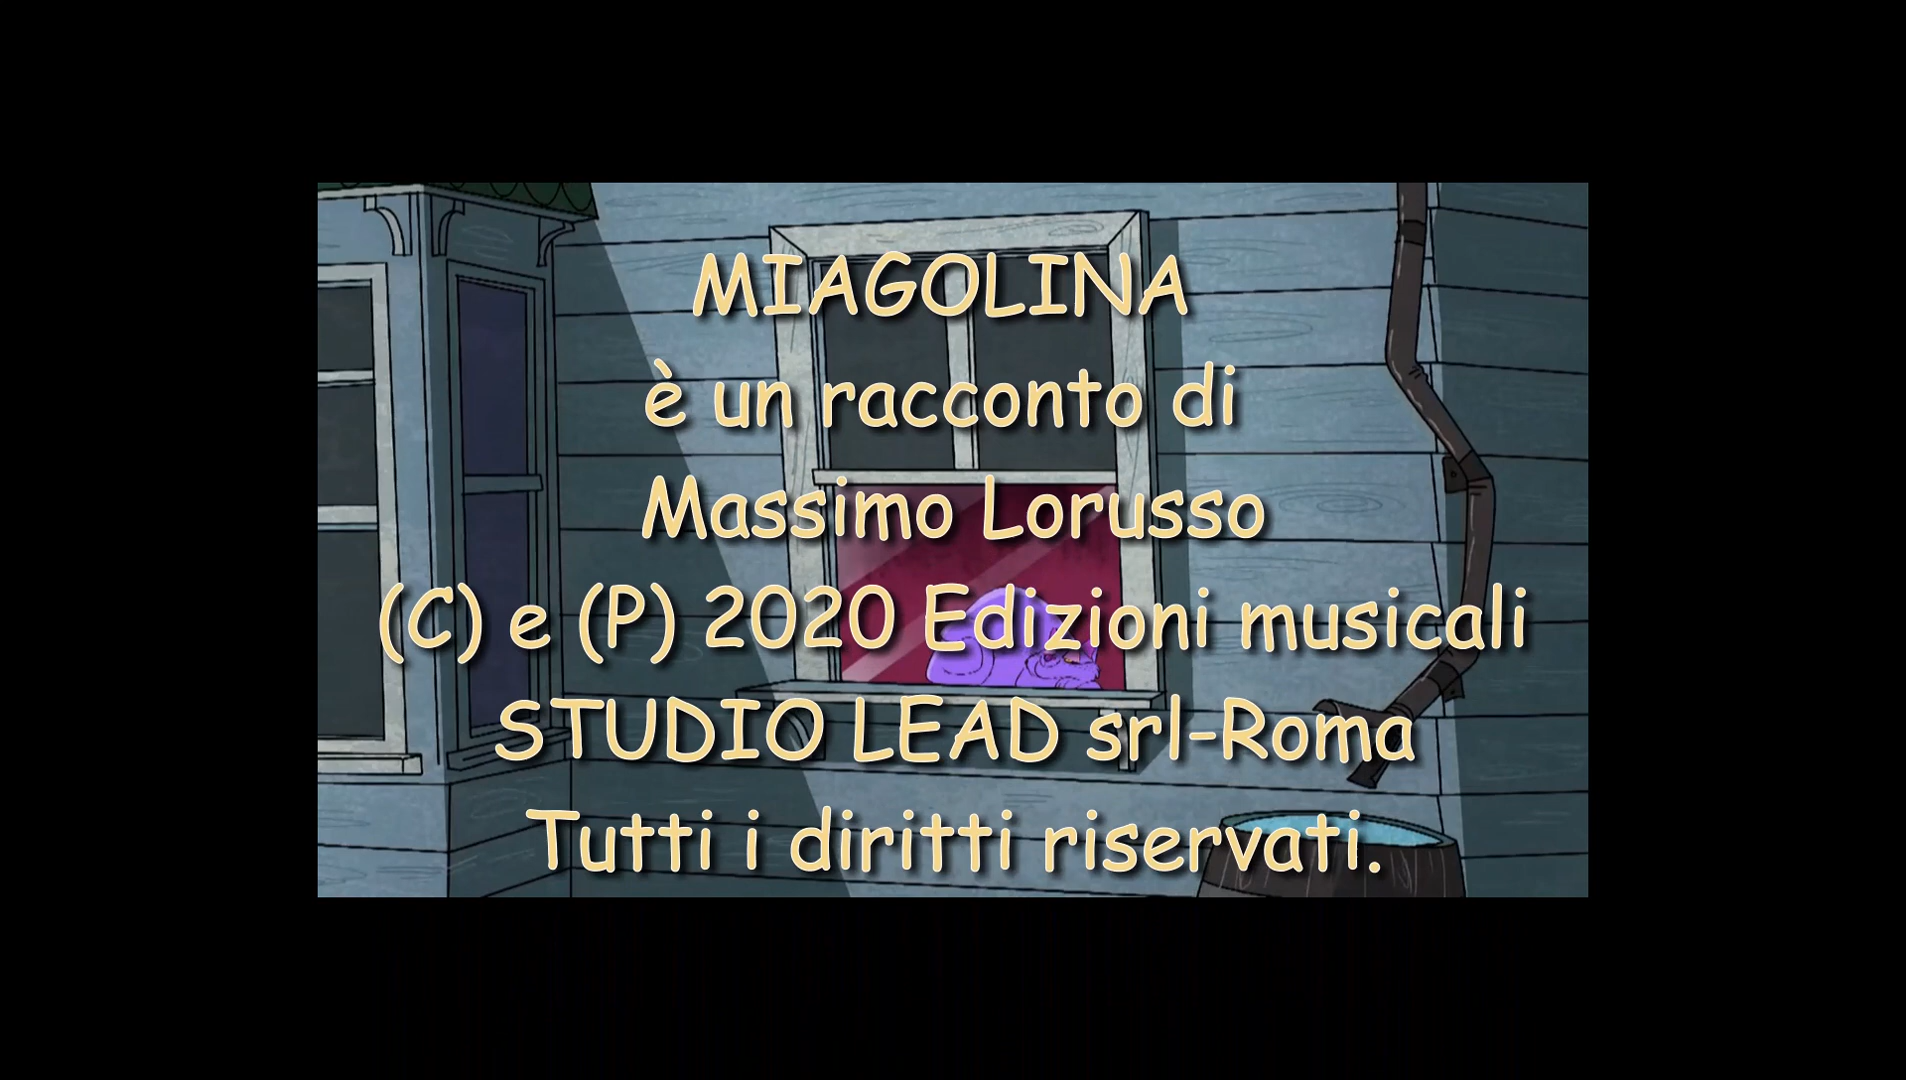 MIAGOLINA
è un racconto di
Massimo Lorusso
(C) e (P) 2020 Edizioni musicali
STUDIO LEAD srl-Roma
Tutti i diritti riservati.